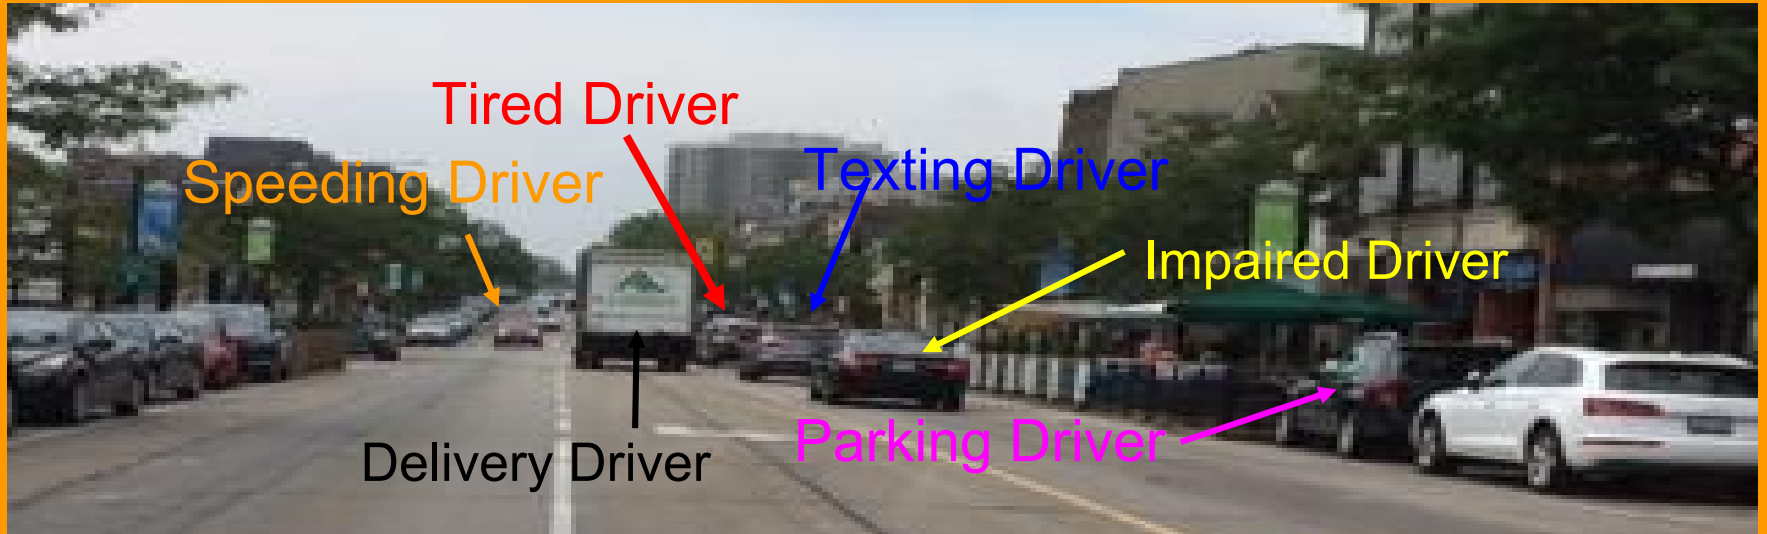 Tired Driver
Speeding Driver
Texting Driver
Impaired Driver
Parking Driver
Delivery Driver